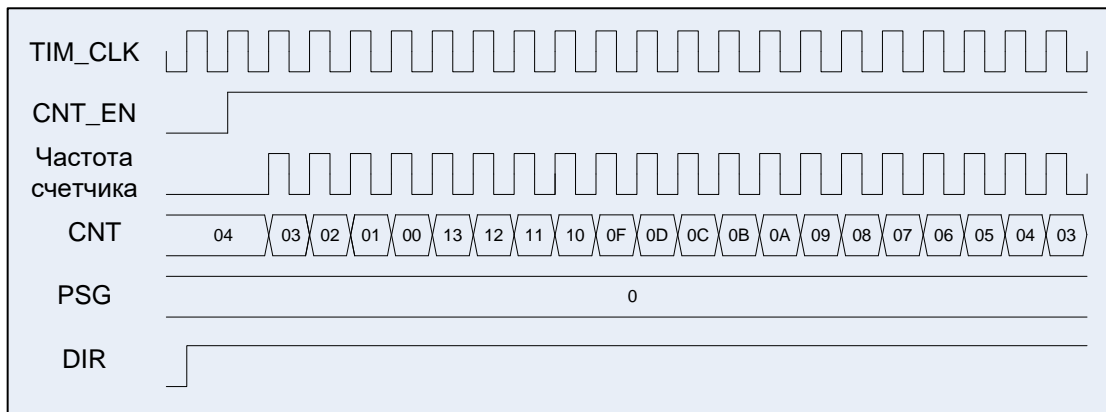 TIM_CLK
CNT_EN
Частота
счетчика
CNT 04 03 02 01 00 13 12 11 10 0F 0D 0C 0B 0A 09 08 07 06 05 04 03
PSG 0
DIR